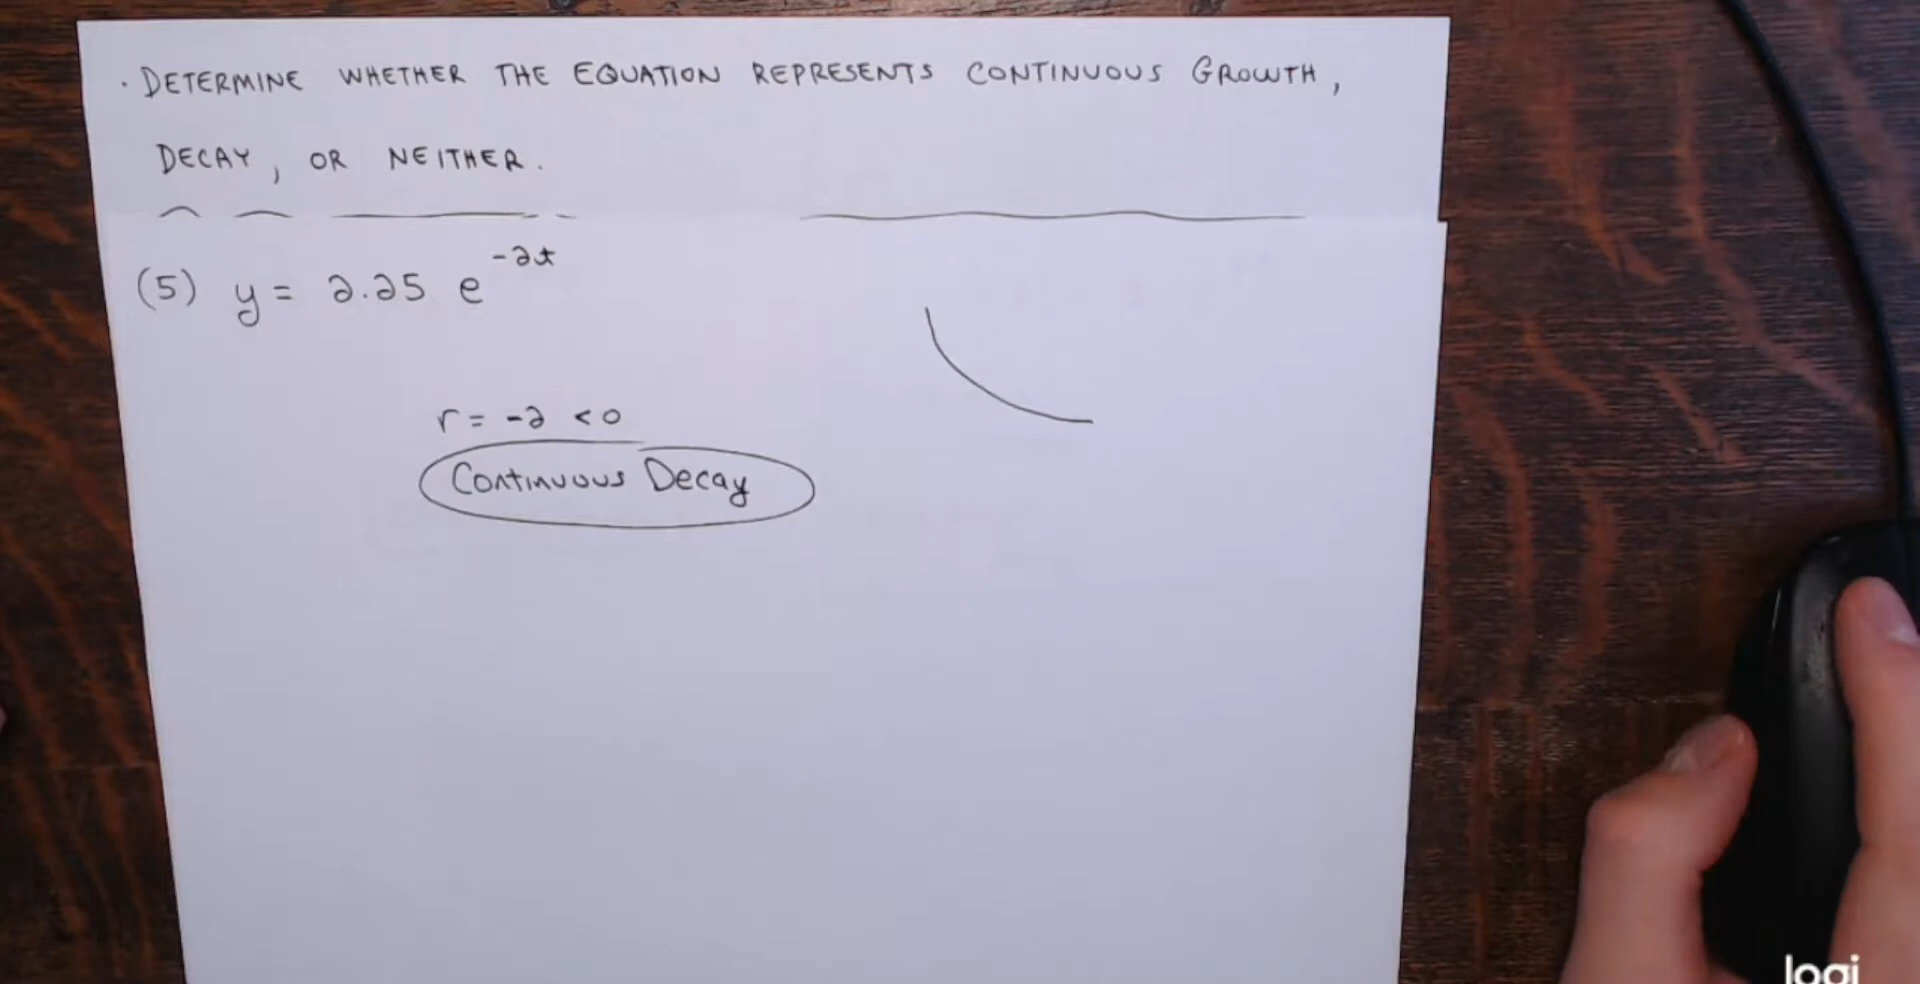 . DETERMINE WHETHER THE EQUATION REPRESENTS CONTINUOUS GROWTH,
DECAY, OR NEITHER.
(5) y = 2.25 e^{-2t}
r = -2 < 0
Continuous Decay
logi